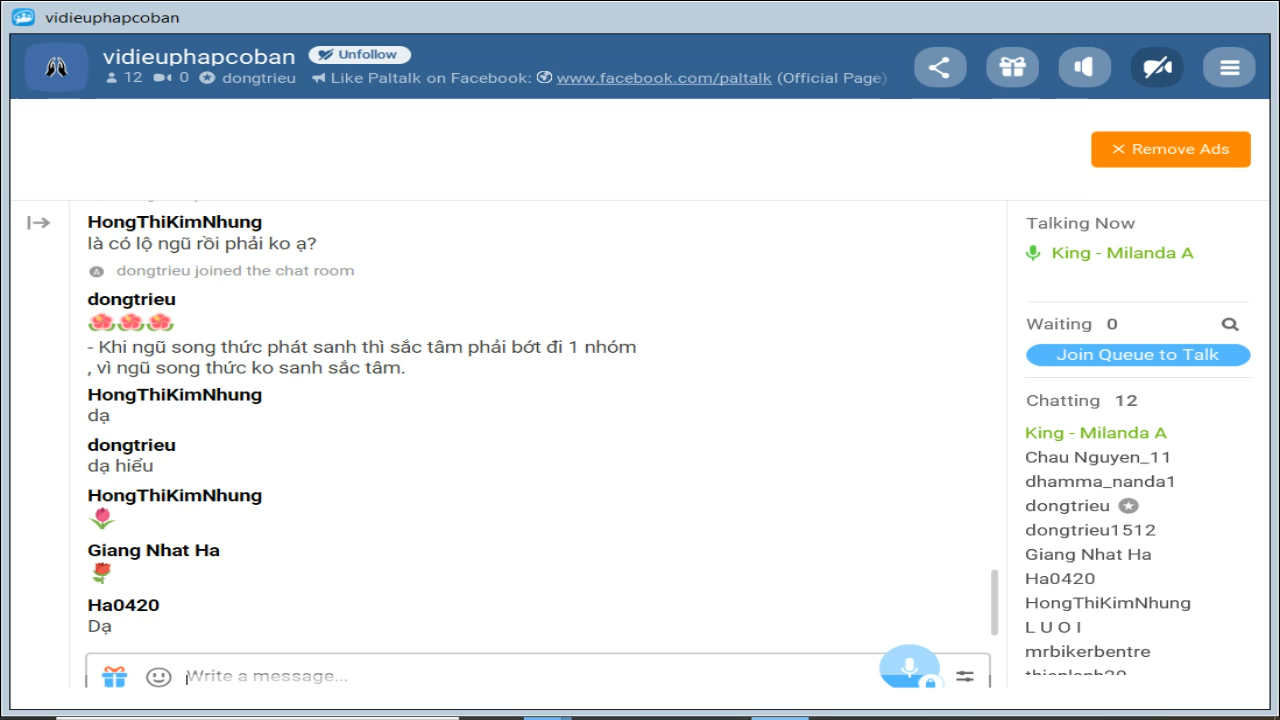 vidieuphapcoban
vidieuphapcoban Unfollow
12 0 dongtrieu Like Paltalk on Facebook: www.facebook.com/paltalk (Official Page)
Remove Ads
HongThiKimNhung
là có lộ ngũ rồi phải ko ạ?
A dongtrieu joined the chat room
dongtrieu
- Khi ngũ song thức phát sanh thì sắc tâm phải bớt đi 1 nhóm
, vì ngũ song thức ko sanh sắc tâm.
HongThiKimNhung
dạ
dongtrieu
dạ hiểu
HongThiKimNhung
Giang Nhat Ha
Ha0420
Dạ
Write a message...
Talking Now
King - Milanda A
Waiting 0
Join Queue to Talk
Chatting 12
King - Milanda A
Chau Nguyen_11
dhamma_nanda1
dongtrieu
dongtrieu1512
Giang Nhat Ha
Ha0420
HongThiKimNhung
L U O I
mrbikerbentre